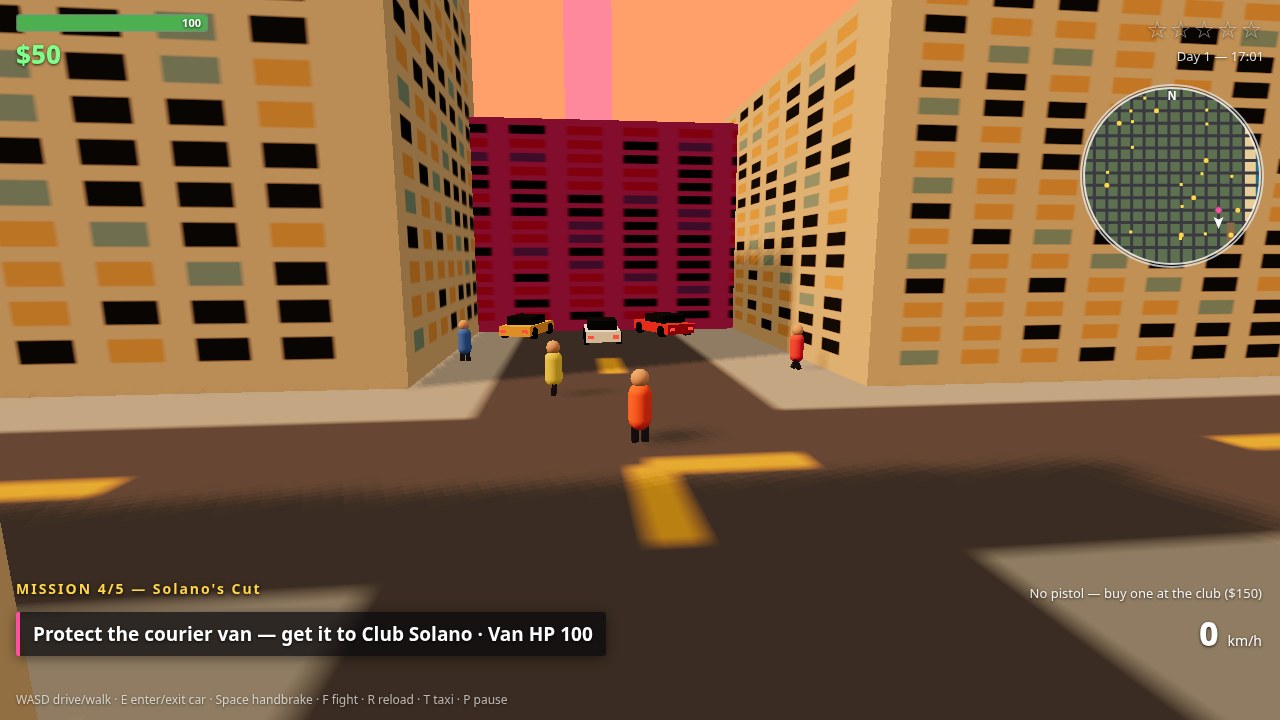 100
$50
☆☆☆☆☆
Day 1 — 17:01
N
MISSION 4/5 — Solano's Cut
Protect the courier van — get it to Club Solano · Van HP 100
No pistol — buy one at the club ($150)
0 km/h
WASD drive/walk · E enter/exit car · Space handbrake · F fight · R reload · T taxi · P pause